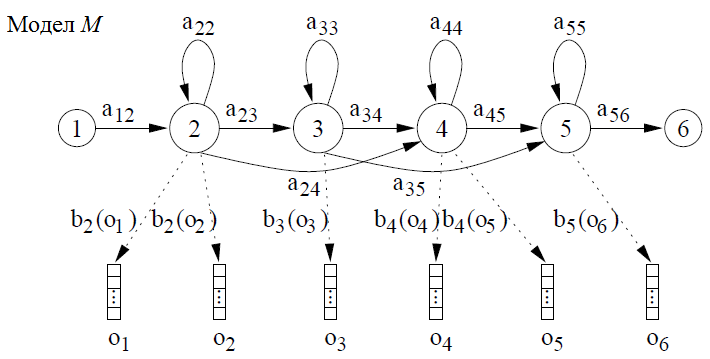 Модел M
a22 a33 a44 a55
1 a12 2 a23 3 a34 4 a45 5 a56 6
a24 a35
b2(o1) b2(o2) b3(o3) b4(o4) b4(o5) b5(o6)
o1 o2 o3 o4 o5 o6